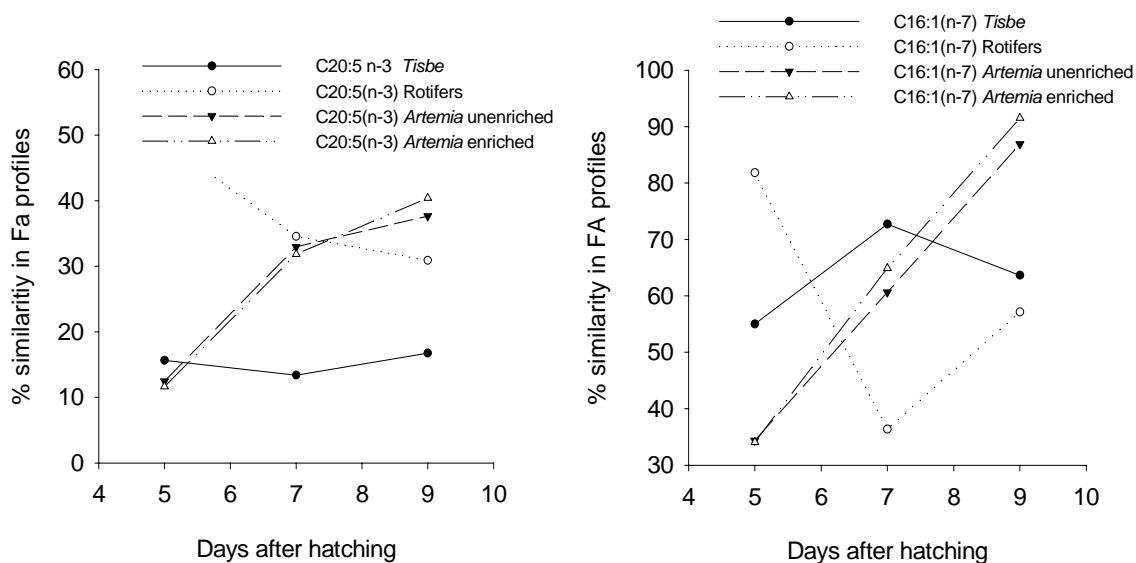 C20:5 n-3 Tisbe
C20:5(n-3) Rotifers
C20:5(n-3) Artemia unenriched
C20:5(n-3) Artemia enriched
% similaritiy in Fa profiles
60
50
40
30
20
10
0
4 5 6 7 8 9 10
Days after hatching
C16:1(n-7) Tisbe
C16:1(n-7) Rotifers
C16:1(n-7) Artemia unenriched
C16:1(n-7) Artemia enriched
% similarity in FA profiles
100
90
80
70
60
50
40
30
4 5 6 7 8 9 10
Days after hatching